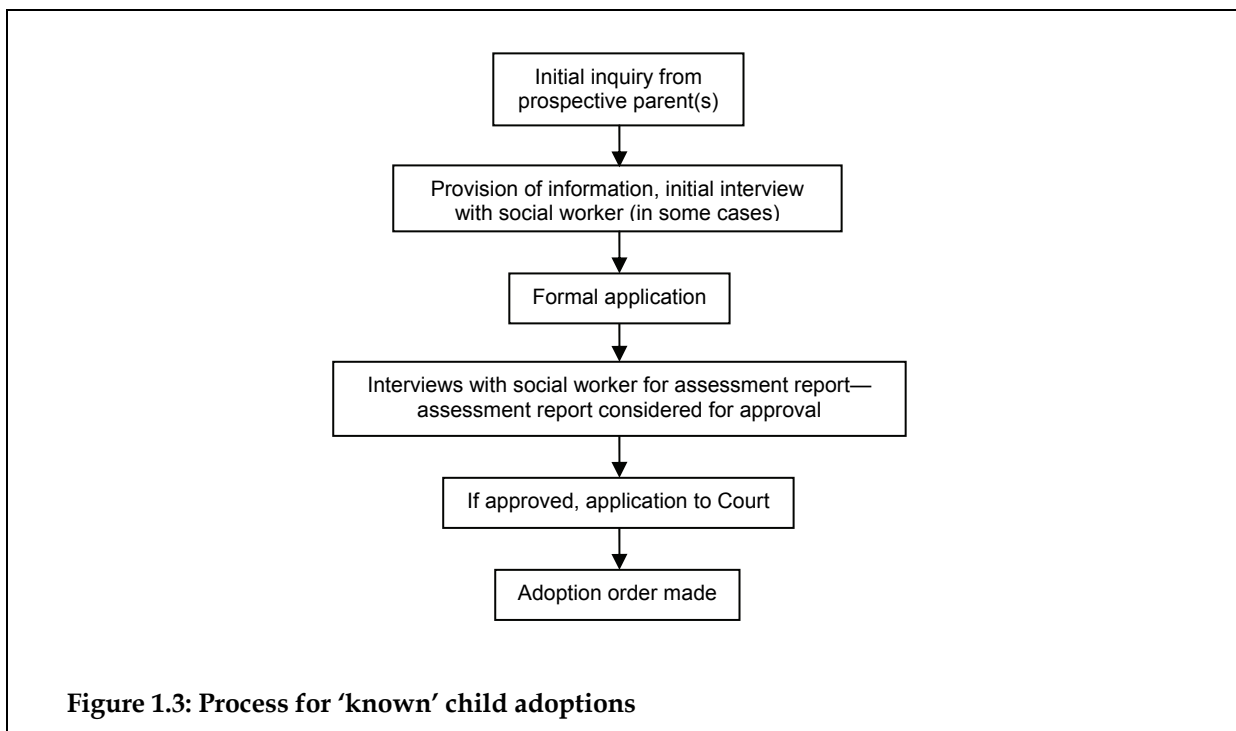 Initial inquiry from
prospective parent(s)
Provision of information, initial interview
with social worker (in some cases)
Formal application
Interviews with social worker for assessment report—
assessment report considered for approval
If approved, application to Court
Adoption order made
Figure 1.3: Process for ‘known’ child adoptions